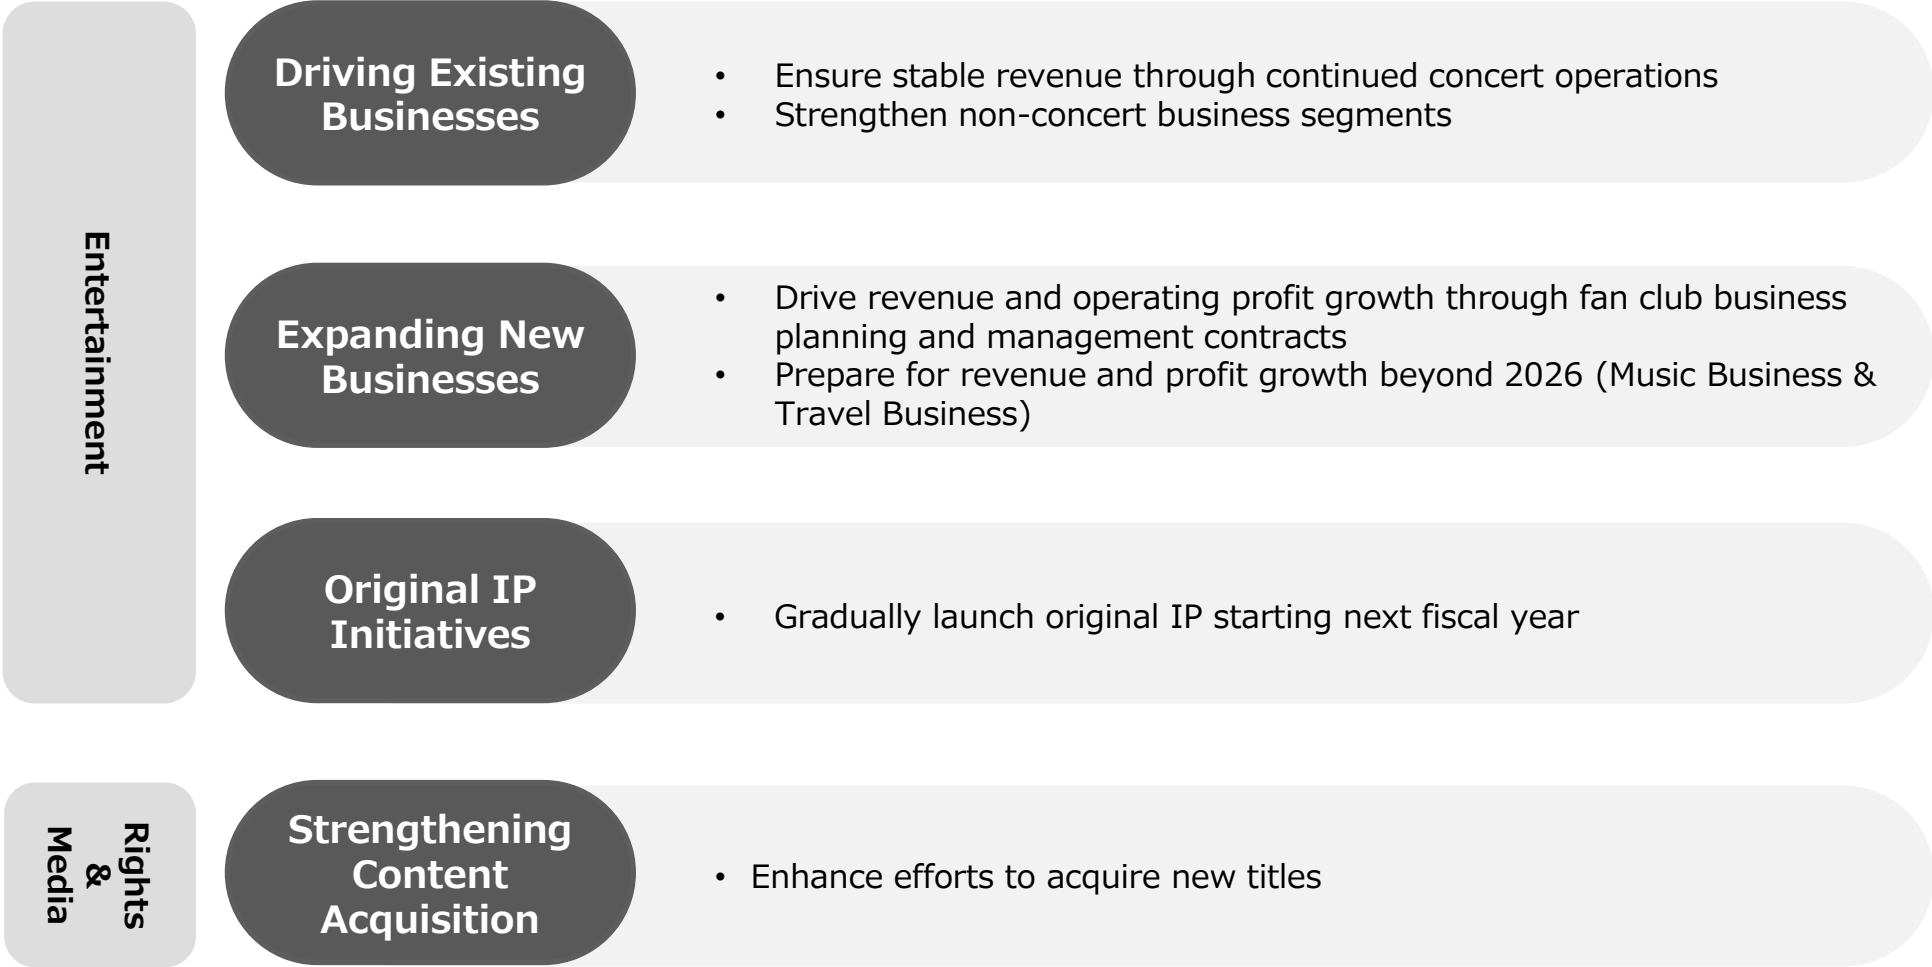 Entertainment
Driving Existing
Businesses
• Ensure stable revenue through continued concert operations
• Strengthen non-concert business segments
Expanding New
Businesses
• Drive revenue and operating profit growth through fan club business
planning and management contracts
• Prepare for revenue and profit growth beyond 2026 (Music Business &
Travel Business)
Original IP
Initiatives
• Gradually launch original IP starting next fiscal year
Rights
&
Media
Strengthening
Content
Acquisition
• Enhance efforts to acquire new titles